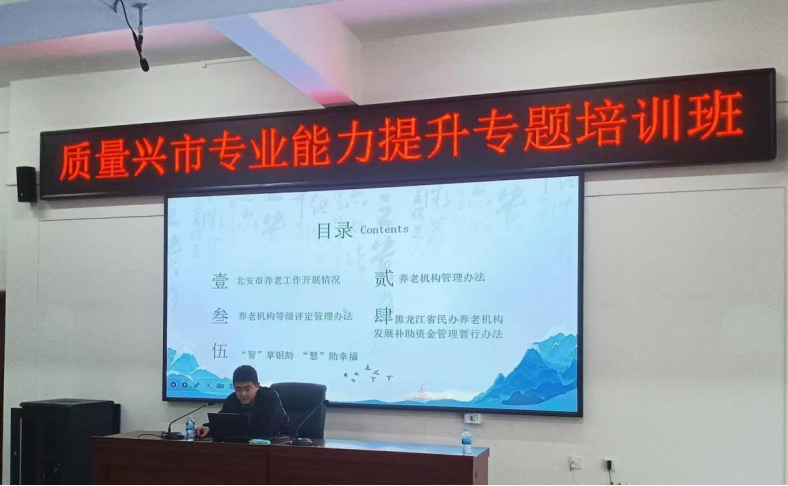 质量兴市专业能力提升专题培训班
目录 Contents
壹 北安市养老工作开展情况
贰 养老机构管理办法
叁 养老机构等级评定管理办法
肆 黑龙江省民办养老机构
发展补助资金管理暂行办法
伍 “智”享银龄 “慧”助幸福